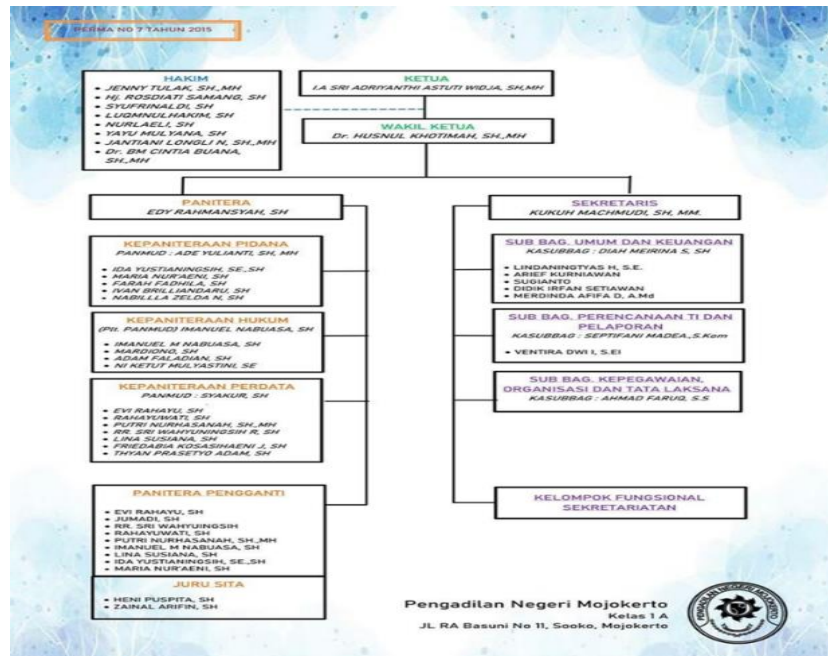 PERMA NO 7 TAHUN 2015
HAKIM
• JENNY TULAK, SH.,MH
• Hj. ROSDIATI SAMANG, SH
• SYUFRINALDI, SH
• LUQMNULHAKIM, SH
• NURLAELI, SH
• YAYU MULYANA, SH
• JANTIANI LONGLI N, SH.,MH
• Dr. BM CINTIA BUANA,
SH.,MH
KETUA
I.A SRI ADRIYANTHI ASTUTI WIDJA, SH,MH
WAKIL KETUA
Dr. HUSNUL KHOTIMAH, SH.,MH
PANITERA
EDY RAHMANSYAH, SH
KEPANITERAAN PIDANA
PANMUD : ADE YULIANTI, SH, MH
• IDA YUSTIANINGSIH, SE.,SH
• MARIA NUR'AENI, SH
• FARAH FADHILA, SH
• IVAN BRILLIANDARU, SH
• NABILLLA ZELDA N, SH
KEPANITERAAN HUKUM
(Plt. PANMUD) IMANUEL NABUASA, SH
• IMANUEL M NABUASA, SH
• MARDIONO, SH
• ADAM FALADIAN, SH
• NI KETUT MULYASTINI, SE
KEPANITERAAN PERDATA
PANMUD : SYAKUR, SH
• EVI RAHAYU, SH
• RAHAYUWATI, SH
• PUTRI NURHASANAH, SH.,MH
• RR. SRI WAHYUNINGSIH R, SH
• LINA SUSIANA, SH
• FRIEDABIA KOSASIHAENI J, SH
• THYAN PRASETYO ADAM, SH
PANITERA PENGGANTI
• EVI RAHAYU, SH
• JUMADI, SH
• RR. SRI WAHYUINGSIH
• RAHAYUWATI, SH
• PUTRI NURHASANAH, SH.,MH
• IMANUEL M NABUASA, SH
• LINA SUSIANA, SH
• IDA YUSTIANINGSIH, SE.,SH
• MARIA NUR'AENI, SH
JURU SITA
• HENI PUSPITA, SH
• ZAINAL ARIFIN, SH
SEKRETARIS
KUKUH MACHMUDI, SH, MM.
SUB BAG. UMUM DAN KEUANGAN
KASUBBAG : DIAH MEIRINA S, SH
• LINDANINGTYAS H, S.E.
• ARIEF KURNIAWAN
• SUGIANTO
• DIDIK IRFAN SETIAWAN
• MERDINDA AFIFA D, A.Md
SUB BAG. PERENCANAAN TI DAN
PELAPORAN
KASUBBAG : SEPTIFANI MADEA.,S.Kom
• VENTIRA DWI I, S.EI
SUB BAG. KEPEGAWAIAN,
ORGANISASI DAN TATA LAKSANA
KASUBBAG : AHMAD FARUQ, S.S
KELOMPOK FUNGSIONAL
SEKRETARIATAN
Pengadilan Negeri Mojokerto
Kelas 1 A
JL RA Basuni No 11, Sooko, Mojokerto
PENGADILAN NEGERI MOJOKERTO